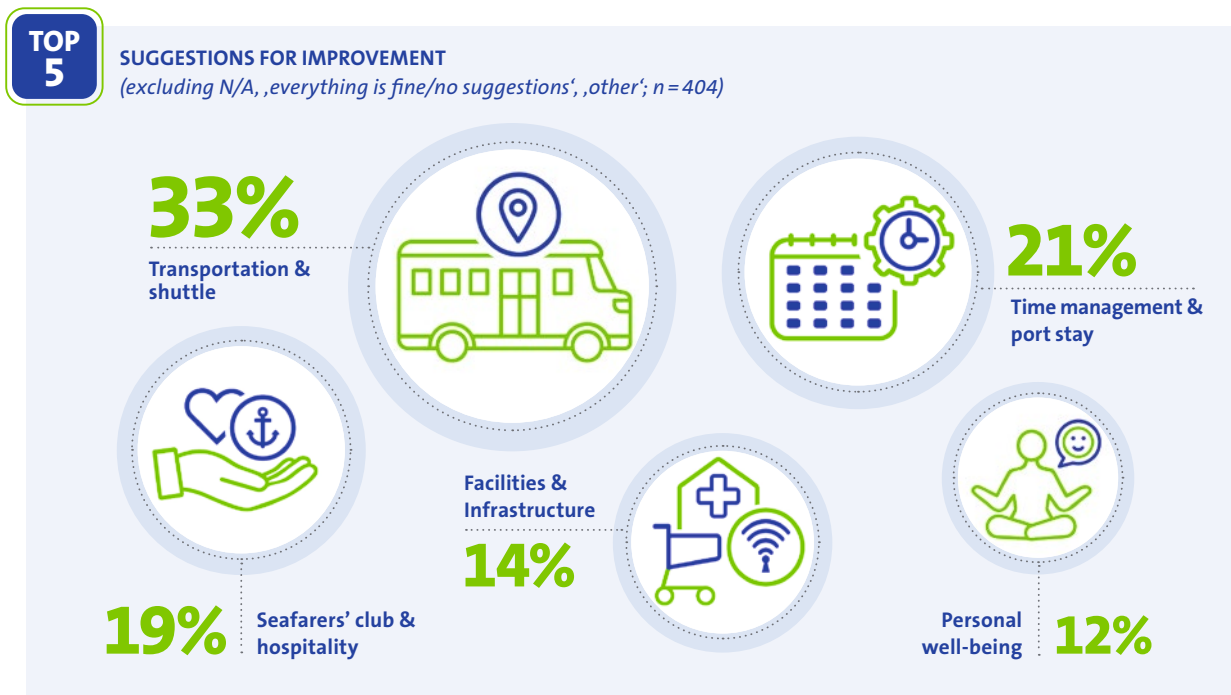 TOP
5
SUGGESTIONS FOR IMPROVEMENT
(excluding N/A, ‚everything is fine/no suggestions‘, ‚other‘; n = 404)
33%
Transportation &
shuttle
21%
Time management &
port stay
19%
Seafarers’ club &
hospitality
Facilities &
Infrastructure
14%
Personal
well-being
12%